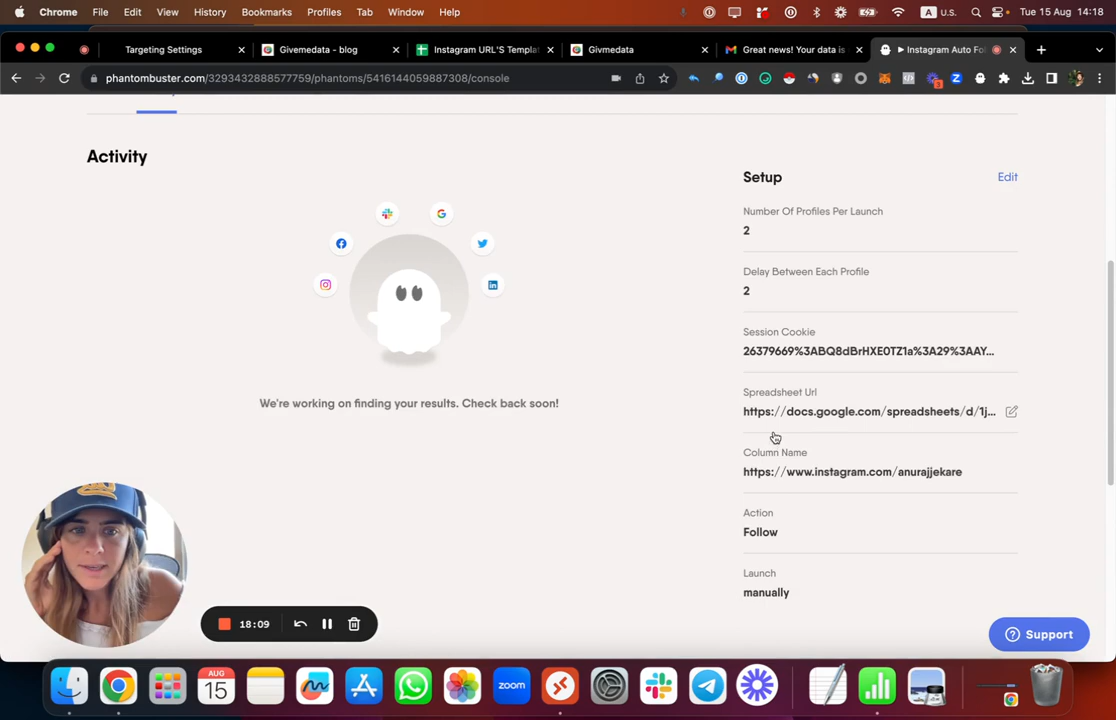 Chrome File Edit View History Bookmarks Profiles Tab Window Help A U.S. Tue 15 Aug 14:18
Targeting Settings Givemedata - blog Instagram URL'S Templat Givmedata Great news! Your data is Instagram Auto Fol
phantombuster.com/3293432888577759/phantoms/5416144059887308/console
3
Activity
Setup Edit
Number Of Profiles Per Launch
2
Delay Between Each Profile
2
Session Cookie
26379669%3ABQ8dBrHXE0TZ1a%3A29%3AAY...
We're working on finding your results. Check back soon!
Spreadsheet Url
https://docs.google.com/spreadsheets/d/1j...
Column Name
https://www.instagram.com/anurajjekare
Action
Follow
Launch
manually
18:09
Support
AUG
15
zoom